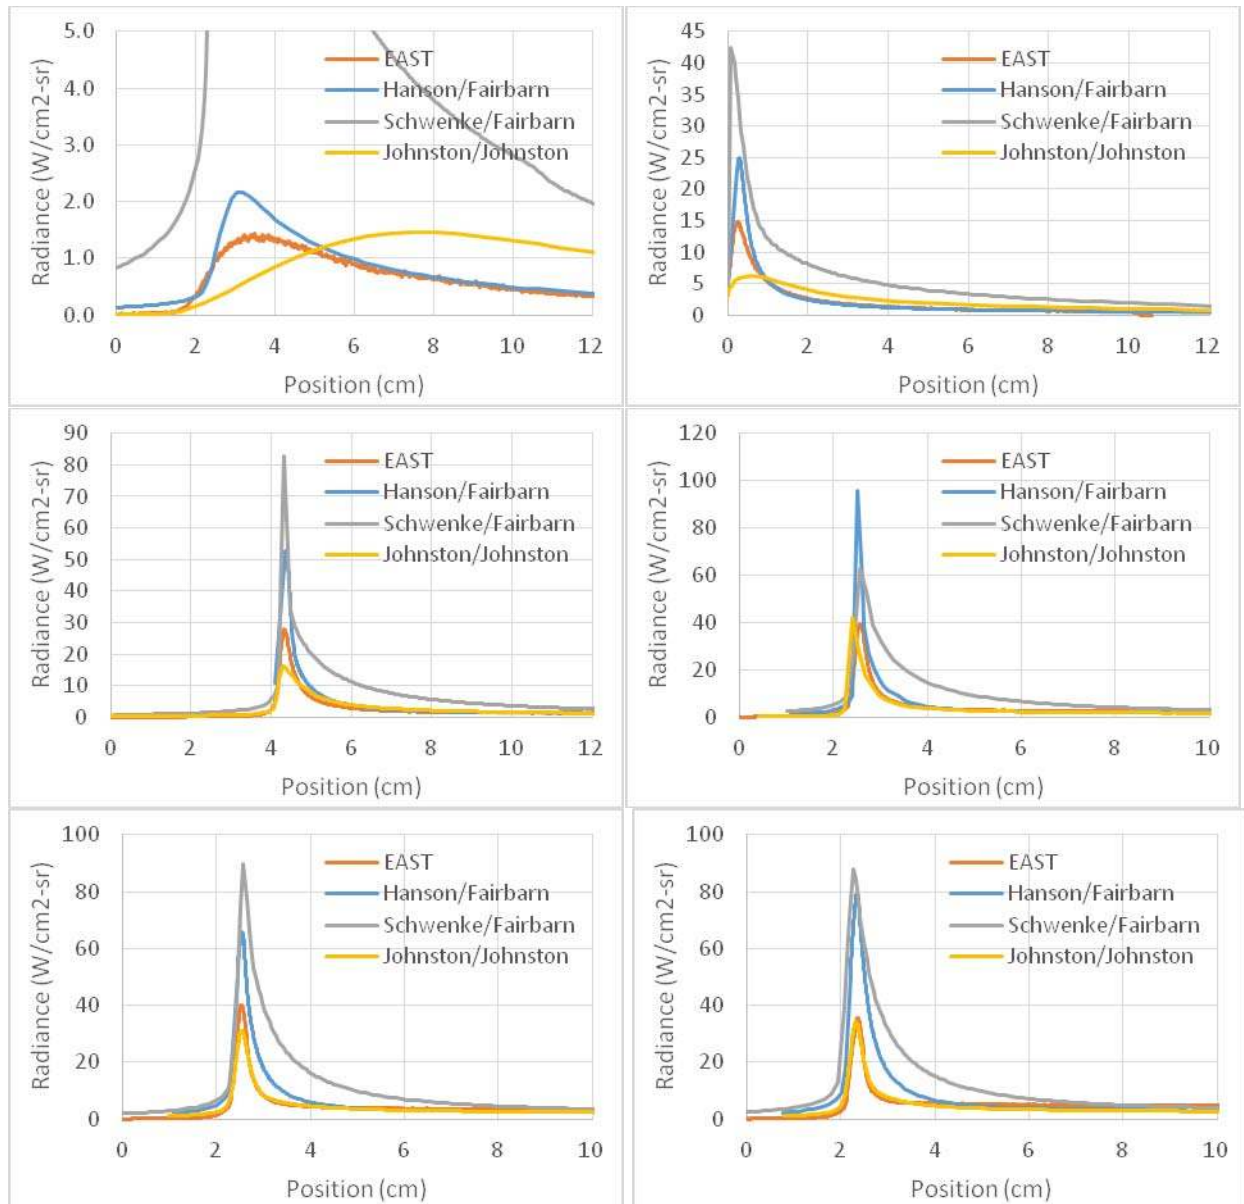 Radiance (W/cm2-sr)
5.0
4.0
3.0
2.0
1.0
0.0
EAST
Hanson/Fairbarn
Schwenke/Fairbarn
Johnston/Johnston
0 2 4 6 8 10 12
Position (cm)
Radiance (W/cm2-sr)
45
40
35
30
25
20
15
10
5
0
EAST
Hanson/Fairbarn
Schwenke/Fairbarn
Johnston/Johnston
0 2 4 6 8 10 12
Position (cm)
Radiance (W/cm2-sr)
90
80
70
60
50
40
30
20
10
0
EAST
Hanson/Fairbarn
Schwenke/Fairbarn
Johnston/Johnston
0 2 4 6 8 10 12
Position (cm)
Radiance (W/cm2-sr)
120
100
80
60
40
20
0
EAST
Hanson/Fairbarn
Schwenke/Fairbarn
Johnston/Johnston
0 2 4 6 8 10
Position (cm)
Radiance (W/cm2-sr)
100
80
60
40
20
0
EAST
Hanson/Fairbarn
Schwenke/Fairbarn
Johnston/Johnston
0 2 4 6 8 10
Position (cm)
Radiance (W/cm2-sr)
100
80
60
40
20
0
EAST
Hanson/Fairbarn
Schwenke/Fairbarn
Johnston/Johnston
0 2 4 6 8 10
Position (cm)